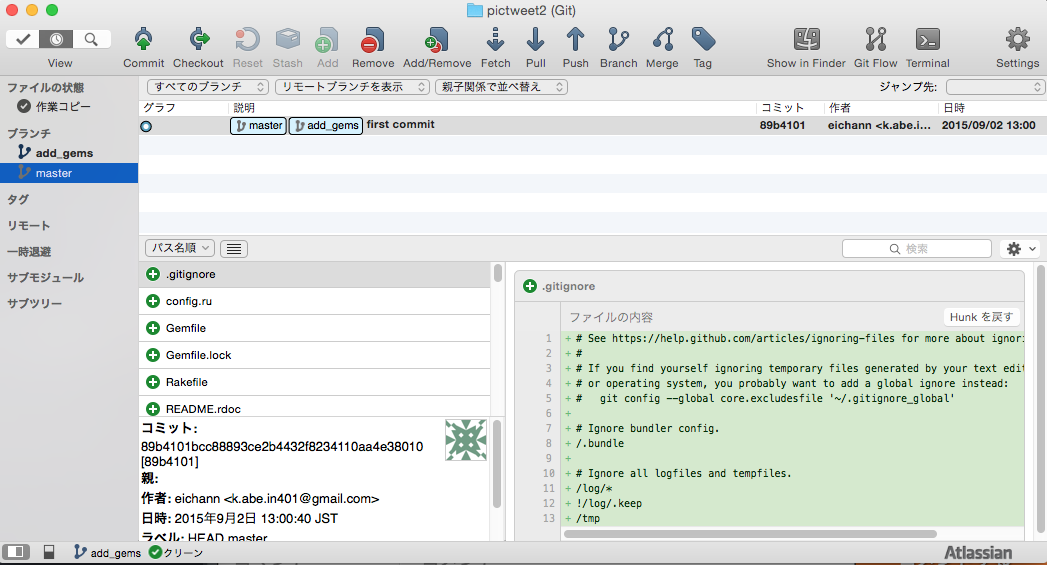 pictweet2 (Git)
View
Commit
Checkout
Reset
Stash
Add
Remove
Add/Remove
Fetch
Pull
Push
Branch
Merge
Tag
Show in Finder
Git Flow
Terminal
Settings
ファイルの状態
作業コピー
ブランチ
add_gems
master
タグ
リモート
一時退避
サブモジュール
サブツリー
すべてのブランチ
リモートブランチを表示
親子関係で並べ替え
ジャンプ先:
グラフ
説明
コミット
作者
日時
master
add_gems
first commit
89b4101
eichann <k.abe.in...
2015/09/02 13:00
パス名順
検索
.gitignore
config.ru
Gemfile
Gemfile.lock
Rakefile
README.rdoc
コミット:
89b4101bcc88893ce2b4432f8234110aa4e38010
[89b4101]
親:
作者: eichann <k.abe.in401@gmail.com>
日時: 2015年9月2日 13:00:40 JST
ラベル: HEAD master
.gitignore
ファイルの内容
Hunk を戻す
1 + # See https://help.github.com/articles/ignoring-files for more about ignori
2 + #
3 + # If you find yourself ignoring temporary files generated by your text edit
4 + # or operating system, you probably want to add a global ignore instead:
5 + #   git config --global core.excludesfile '~/.gitignore_global'
6 +
7 + # Ignore bundler config.
8 + /.bundle
9 +
10 + # Ignore all logfiles and tempfiles.
11 + /log/*
12 + !/log/.keep
13 + /tmp
add_gems
クリーン
Atlassian